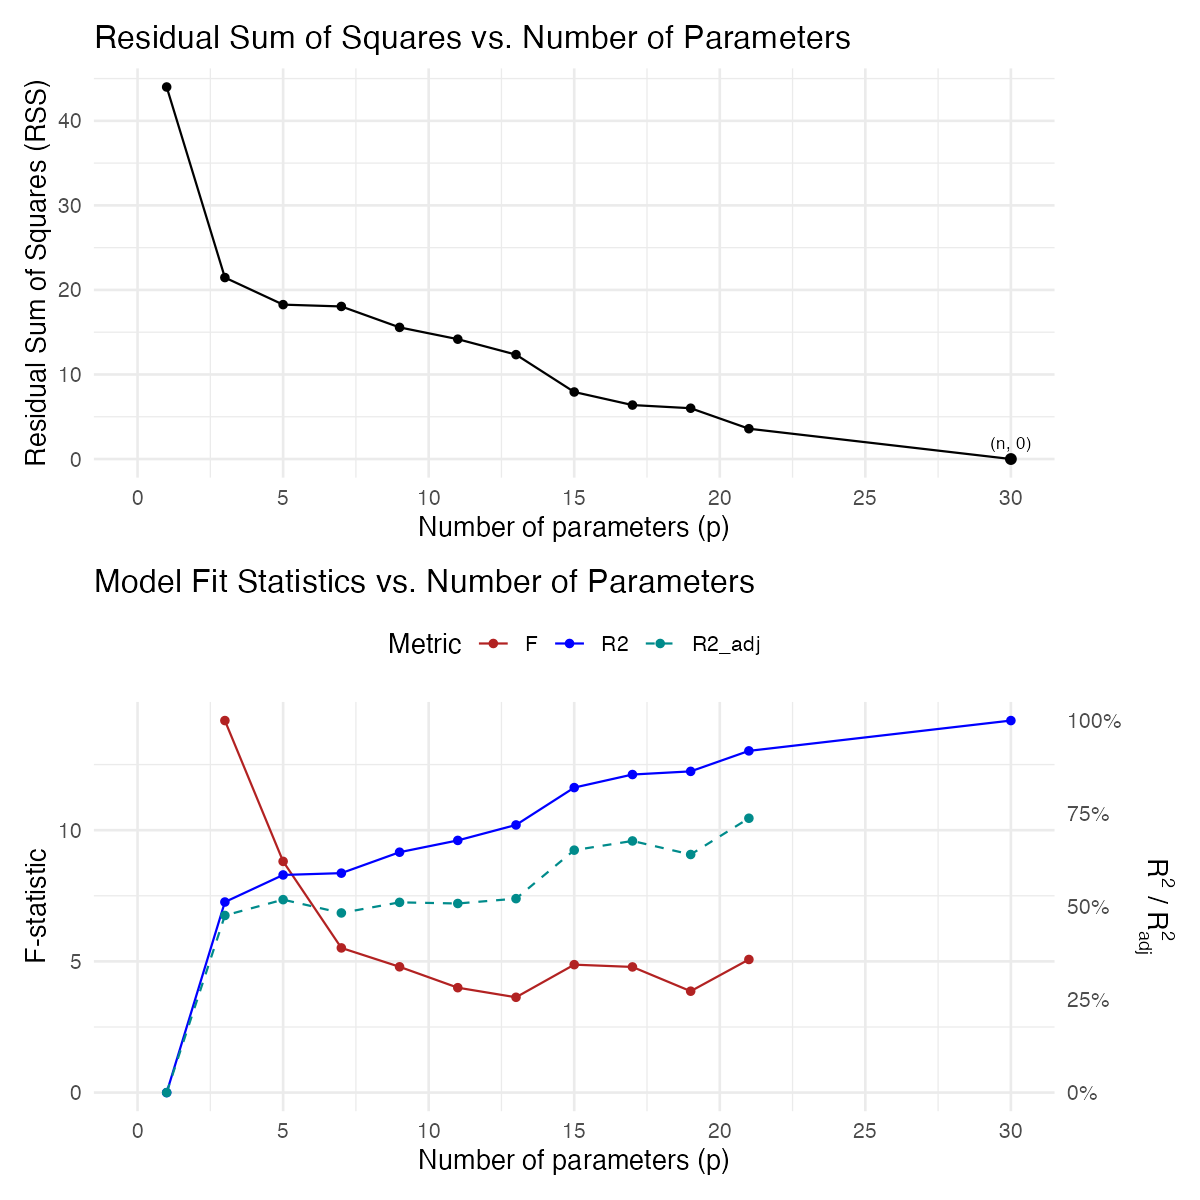 Residual Sum of Squares vs. Number of Parameters
Residual Sum of Squares (RSS)
40
30
20
10
0
(n, 0)
0 5 10 15 20 25 30
Number of parameters (p)
Model Fit Statistics vs. Number of Parameters
Metric F R2 R2_adj
F-statistic
10
5
0
100%
75%
50%
25%
0%
R² / R²adj
0 5 10 15 20 25 30
Number of parameters (p)